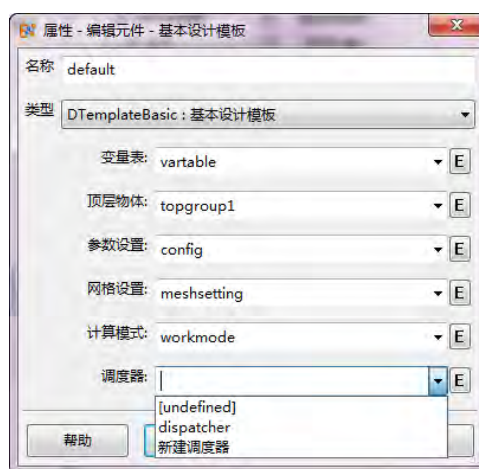 属性 - 编辑元件 - 基本设计模板
名称 default
类型 DTemplateBasic : 基本设计模板
变量表: vartable E
顶层物体: topgroup1 E
参数设置: config E
网格设置: meshsetting E
计算模式: workmode E
调度器: E
[undefined]
dispatcher
新建调度器
帮助